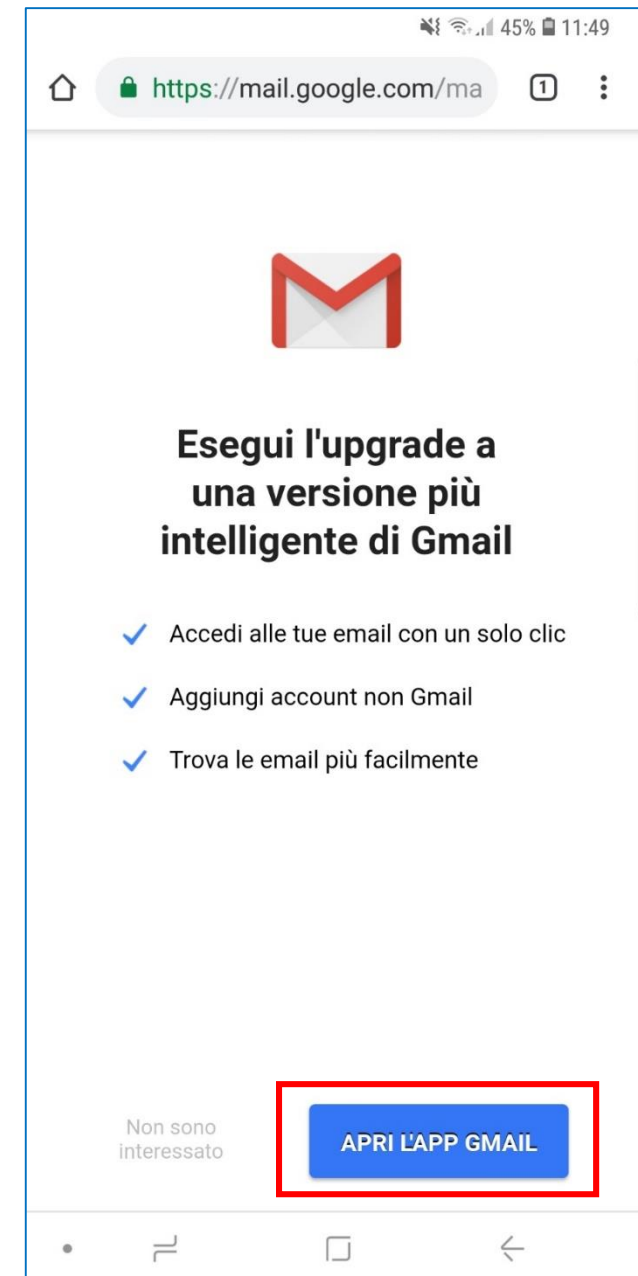 45% 11:49
https://mail.google.com/ma 1
Esegui l'upgrade a
una versione più
intelligente di Gmail
Accedi alle tue email con un solo clic
Aggiungi account non Gmail
Trova le email più facilmente
Non sono
interessato
APRI L'APP GMAIL